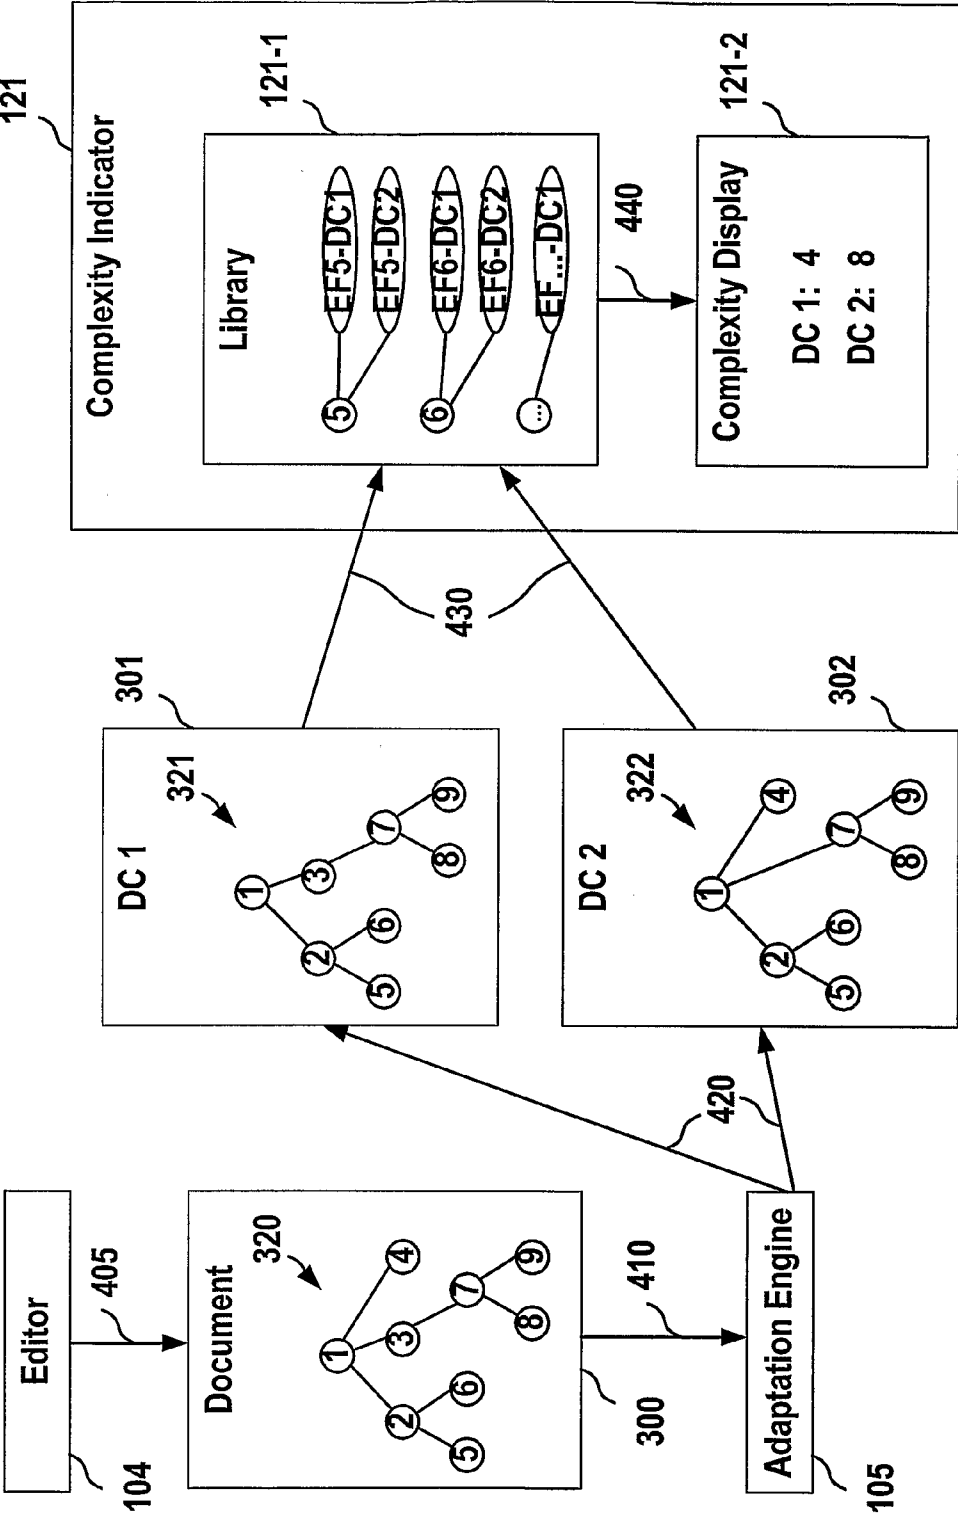 Editor
104
405
Document
320
1
2 3 4
5 6 7
8 9
300
410
Adaptation Engine
105
420
DC 1
301
321
1
2 3
5 6 7
8 9
DC 2
302
322
1
2 4
5 6 7
8 9
430
121
Complexity Indicator
121-1
Library
5 EF5-DC1
EF5-DC2
6 EF6-DC1
EF6-DC2
... EF...-DC1
440
121-2
Complexity Display
DC 1: 4
DC 2: 8